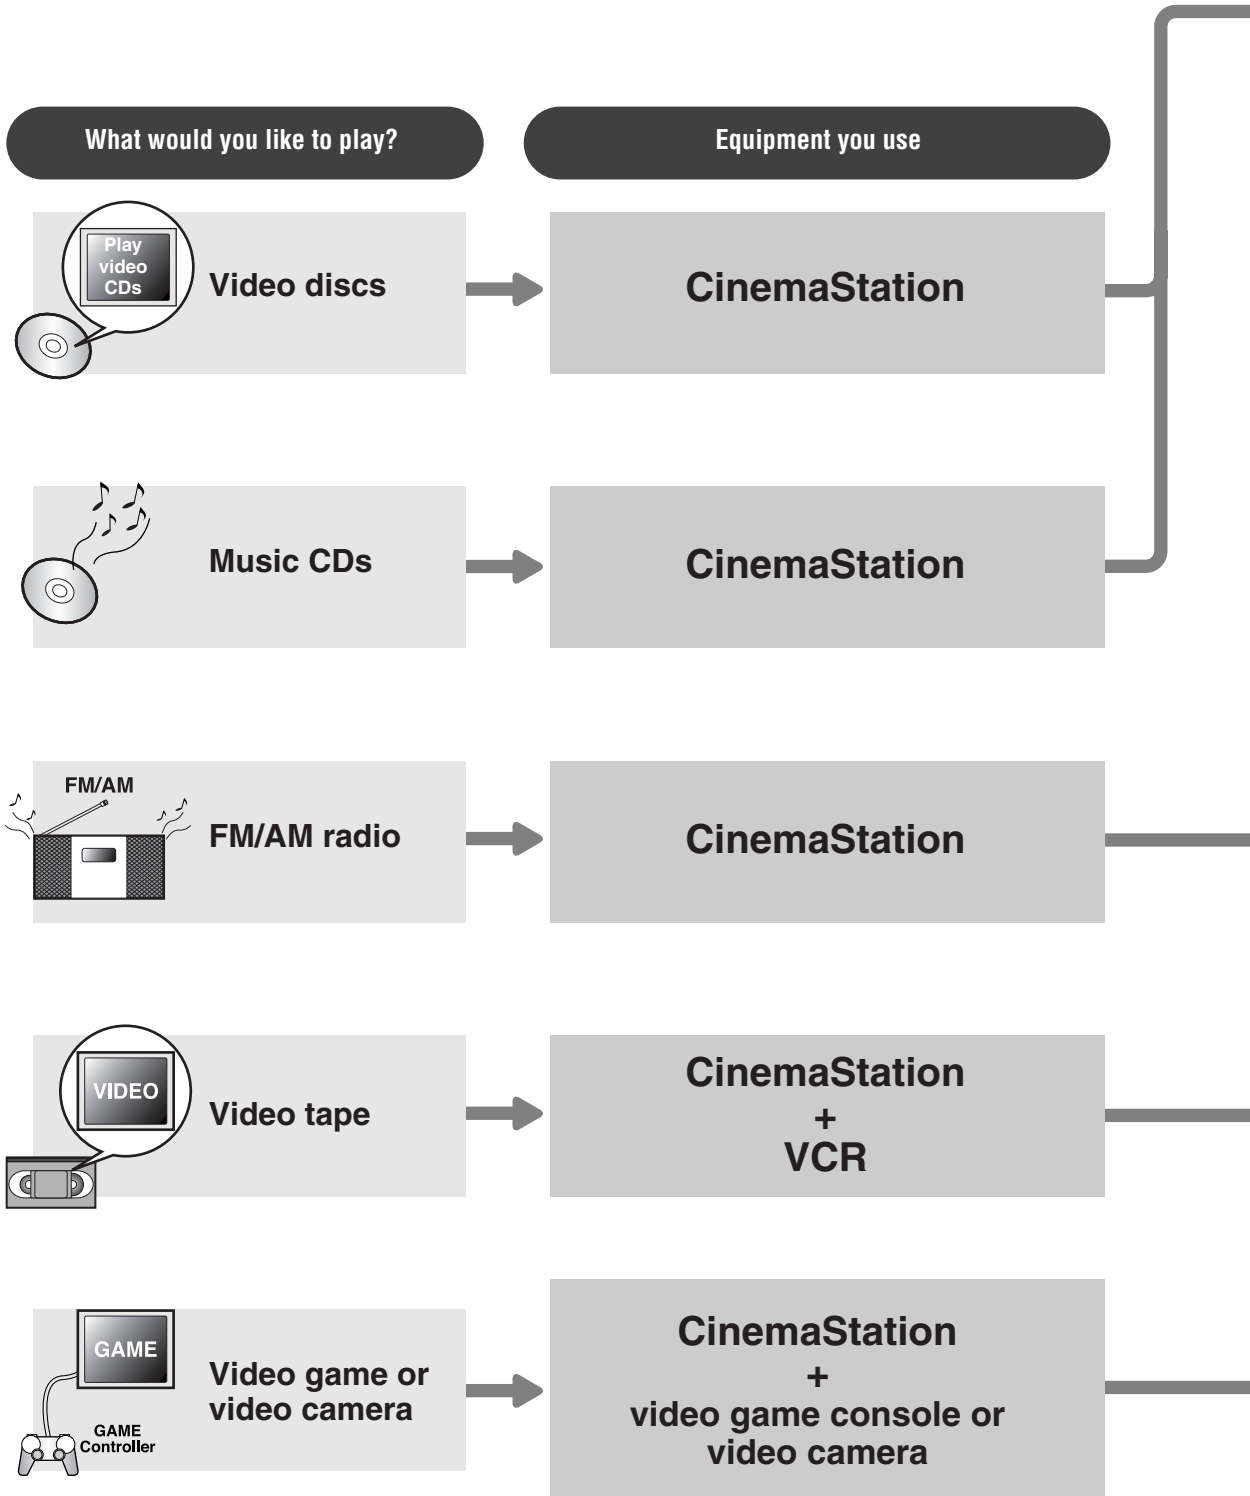 What would you like to play?
Equipment you use
Play
video
CDs
Video discs
CinemaStation
Music CDs
CinemaStation
FM/AM
FM/AM radio
CinemaStation
VIDEO
Video tape
CinemaStation
+
VCR
GAME
GAME
Controller
Video game or
video camera
CinemaStation
+
video game console or
video camera